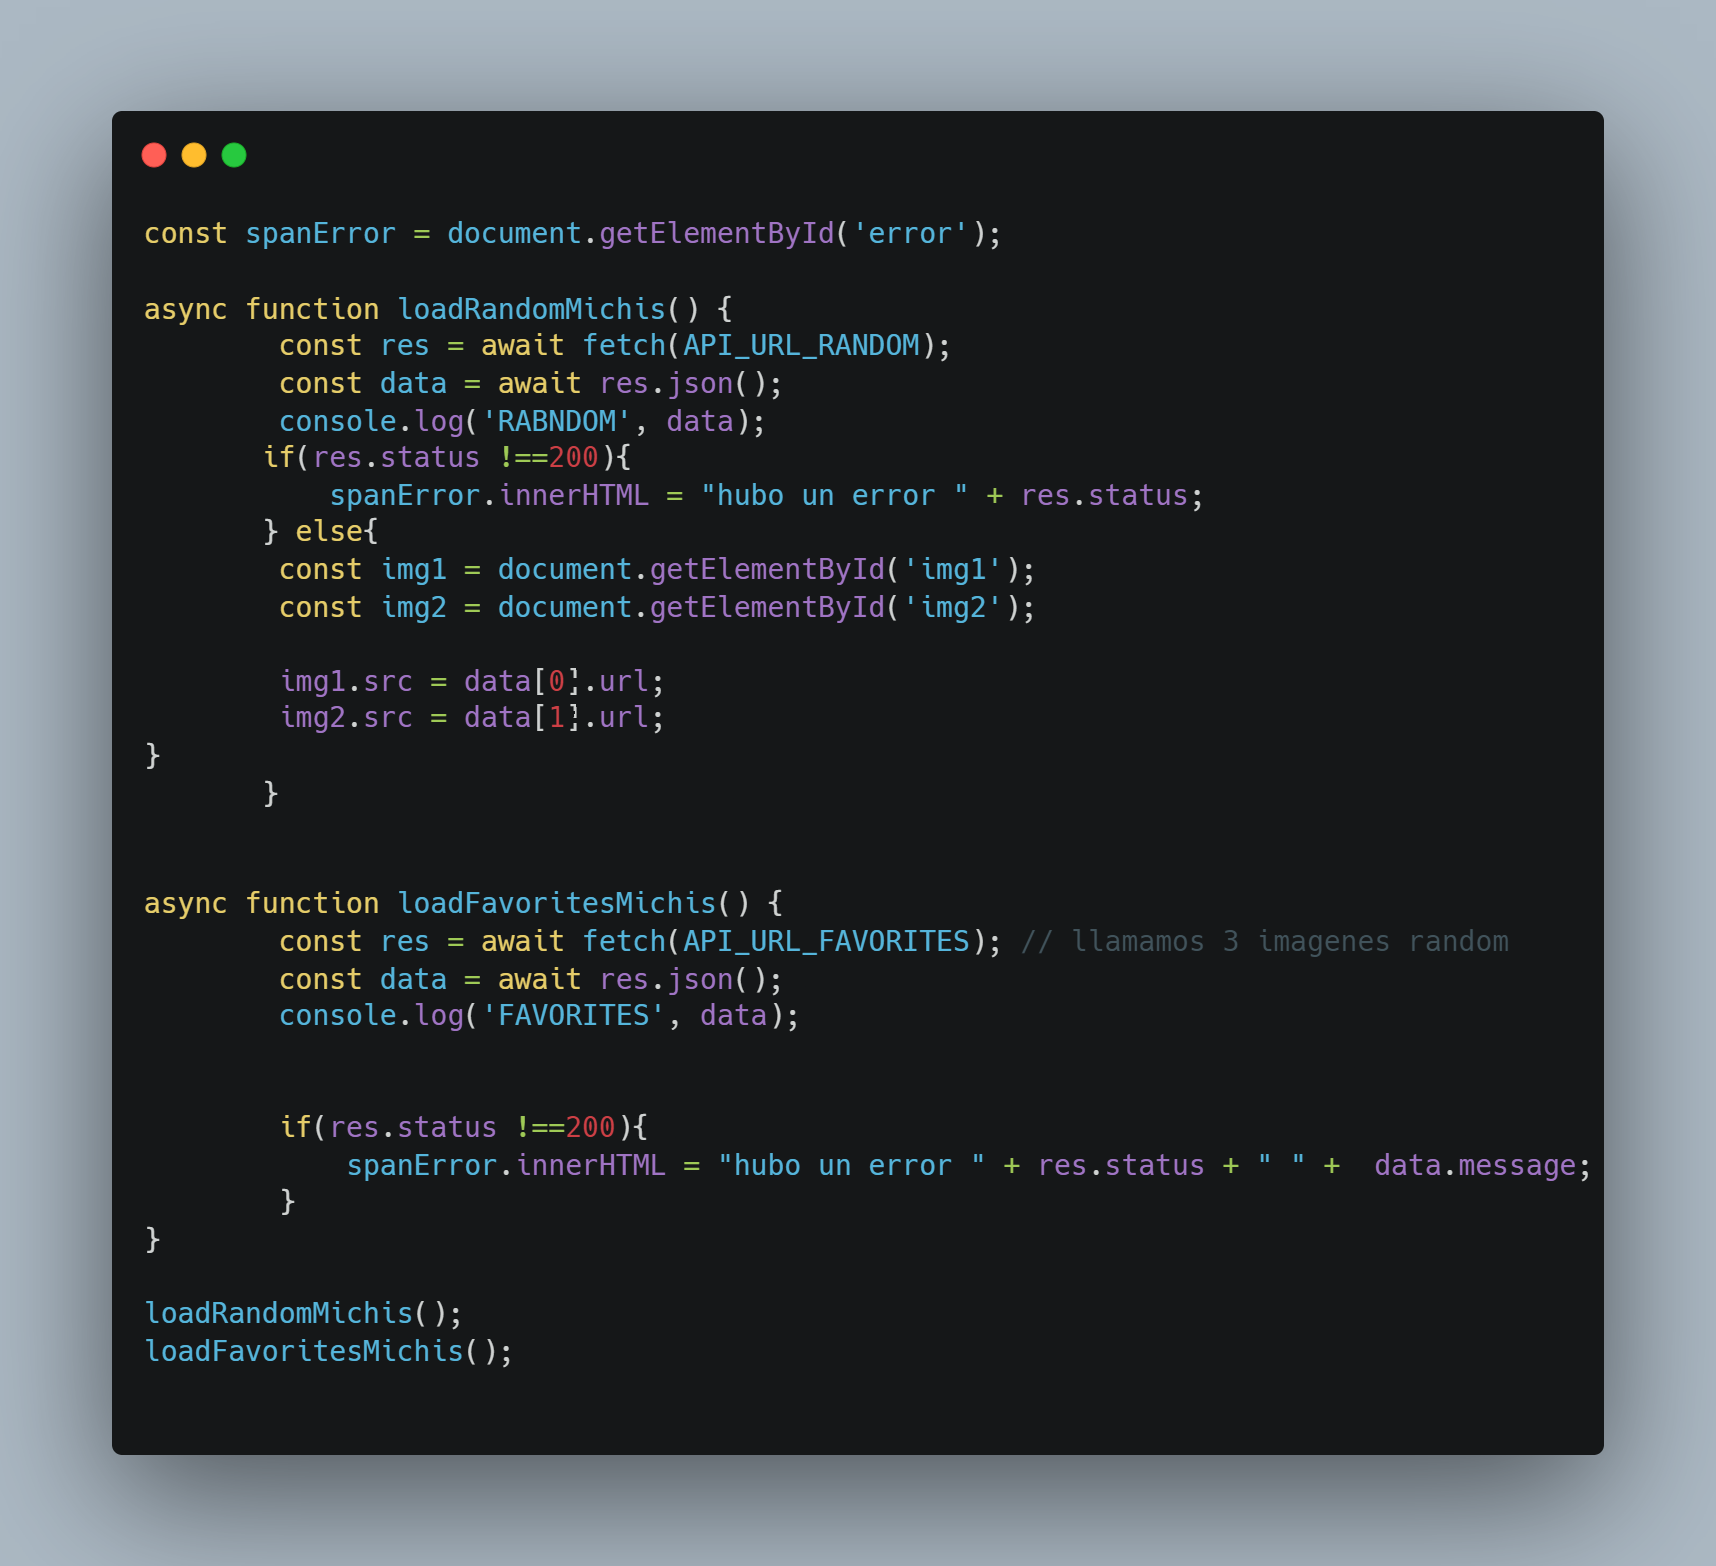 const spanError = document.getElementById('error');

async function loadRandomMichis() {
        const res = await fetch(API_URL_RANDOM);
        const data = await res.json();
        console.log('RABNDOM', data);
       if(res.status !==200){
           spanError.innerHTML = "hubo un error " + res.status;
       } else{
        const img1 = document.getElementById('img1');
        const img2 = document.getElementById('img2');

        img1.src = data[0].url;
        img2.src = data[1].url;
}
       }


async function loadFavoritesMichis() {
        const res = await fetch(API_URL_FAVORITES); // llamamos 3 imagenes random
        const data = await res.json();
        console.log('FAVORITES', data);


        if(res.status !==200){
            spanError.innerHTML = "hubo un error " + res.status + " " +  data.message;
        }
}

loadRandomMichis();
loadFavoritesMichis();